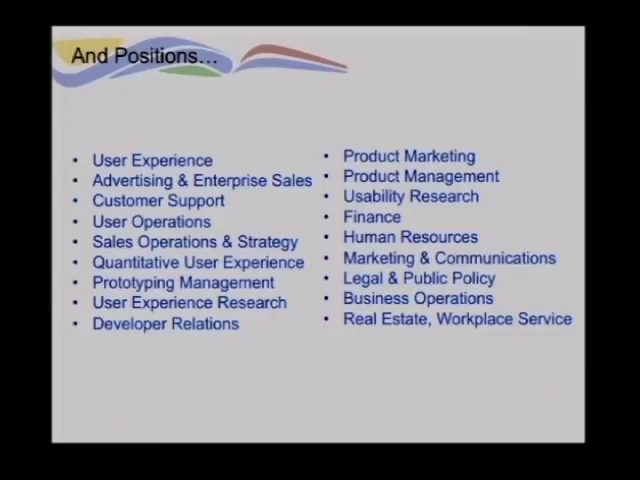 And Positions...
• User Experience
• Advertising & Enterprise Sales
• Customer Support
• User Operations
• Sales Operations & Strategy
• Quantitative User Experience
• Prototyping Management
• User Experience Research
• Developer Relations
• Product Marketing
• Product Management
• Usability Research
• Finance
• Human Resources
• Marketing & Communications
• Legal & Public Policy
• Business Operations
• Real Estate, Workplace Service